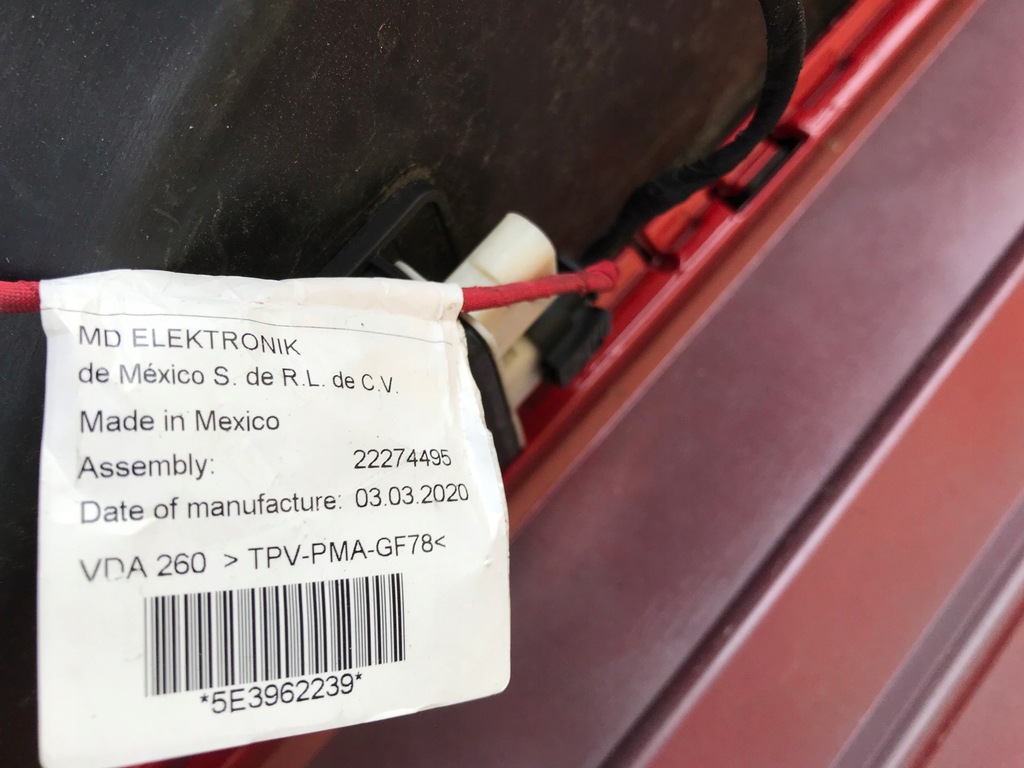 MD ELEKTRONIK
de México S. de R.L. de C.V.
Made in Mexico
Assembly: 22274495
Date of manufacture: 03.03.2020
VDA 260 > TPV-PMA-GF78<
*5E3962239*